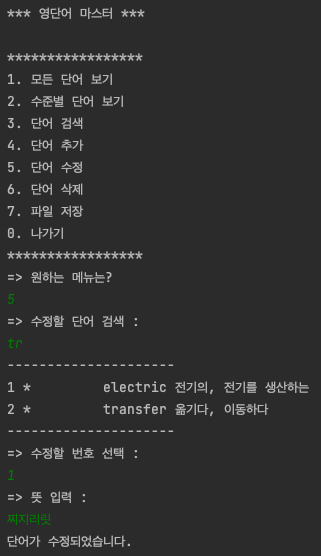 *** 영단어 마스터 ***
*****************
1. 모든 단어 보기
2. 수준별 단어 보기
3. 단어 검색
4. 단어 추가
5. 단어 수정
6. 단어 삭제
7. 파일 저장
0. 나가기
*****************
=> 원하는 메뉴는?
5
=> 수정할 단어 검색 :
tr
---------------------
1 *         electric 전기의, 전기를 생산하는
2 *         transfer 옮기다, 이동하다
---------------------
=> 수정할 번호 선택 :
1
=> 뜻 입력 :
찌지리릿
단어가 수정되었습니다.